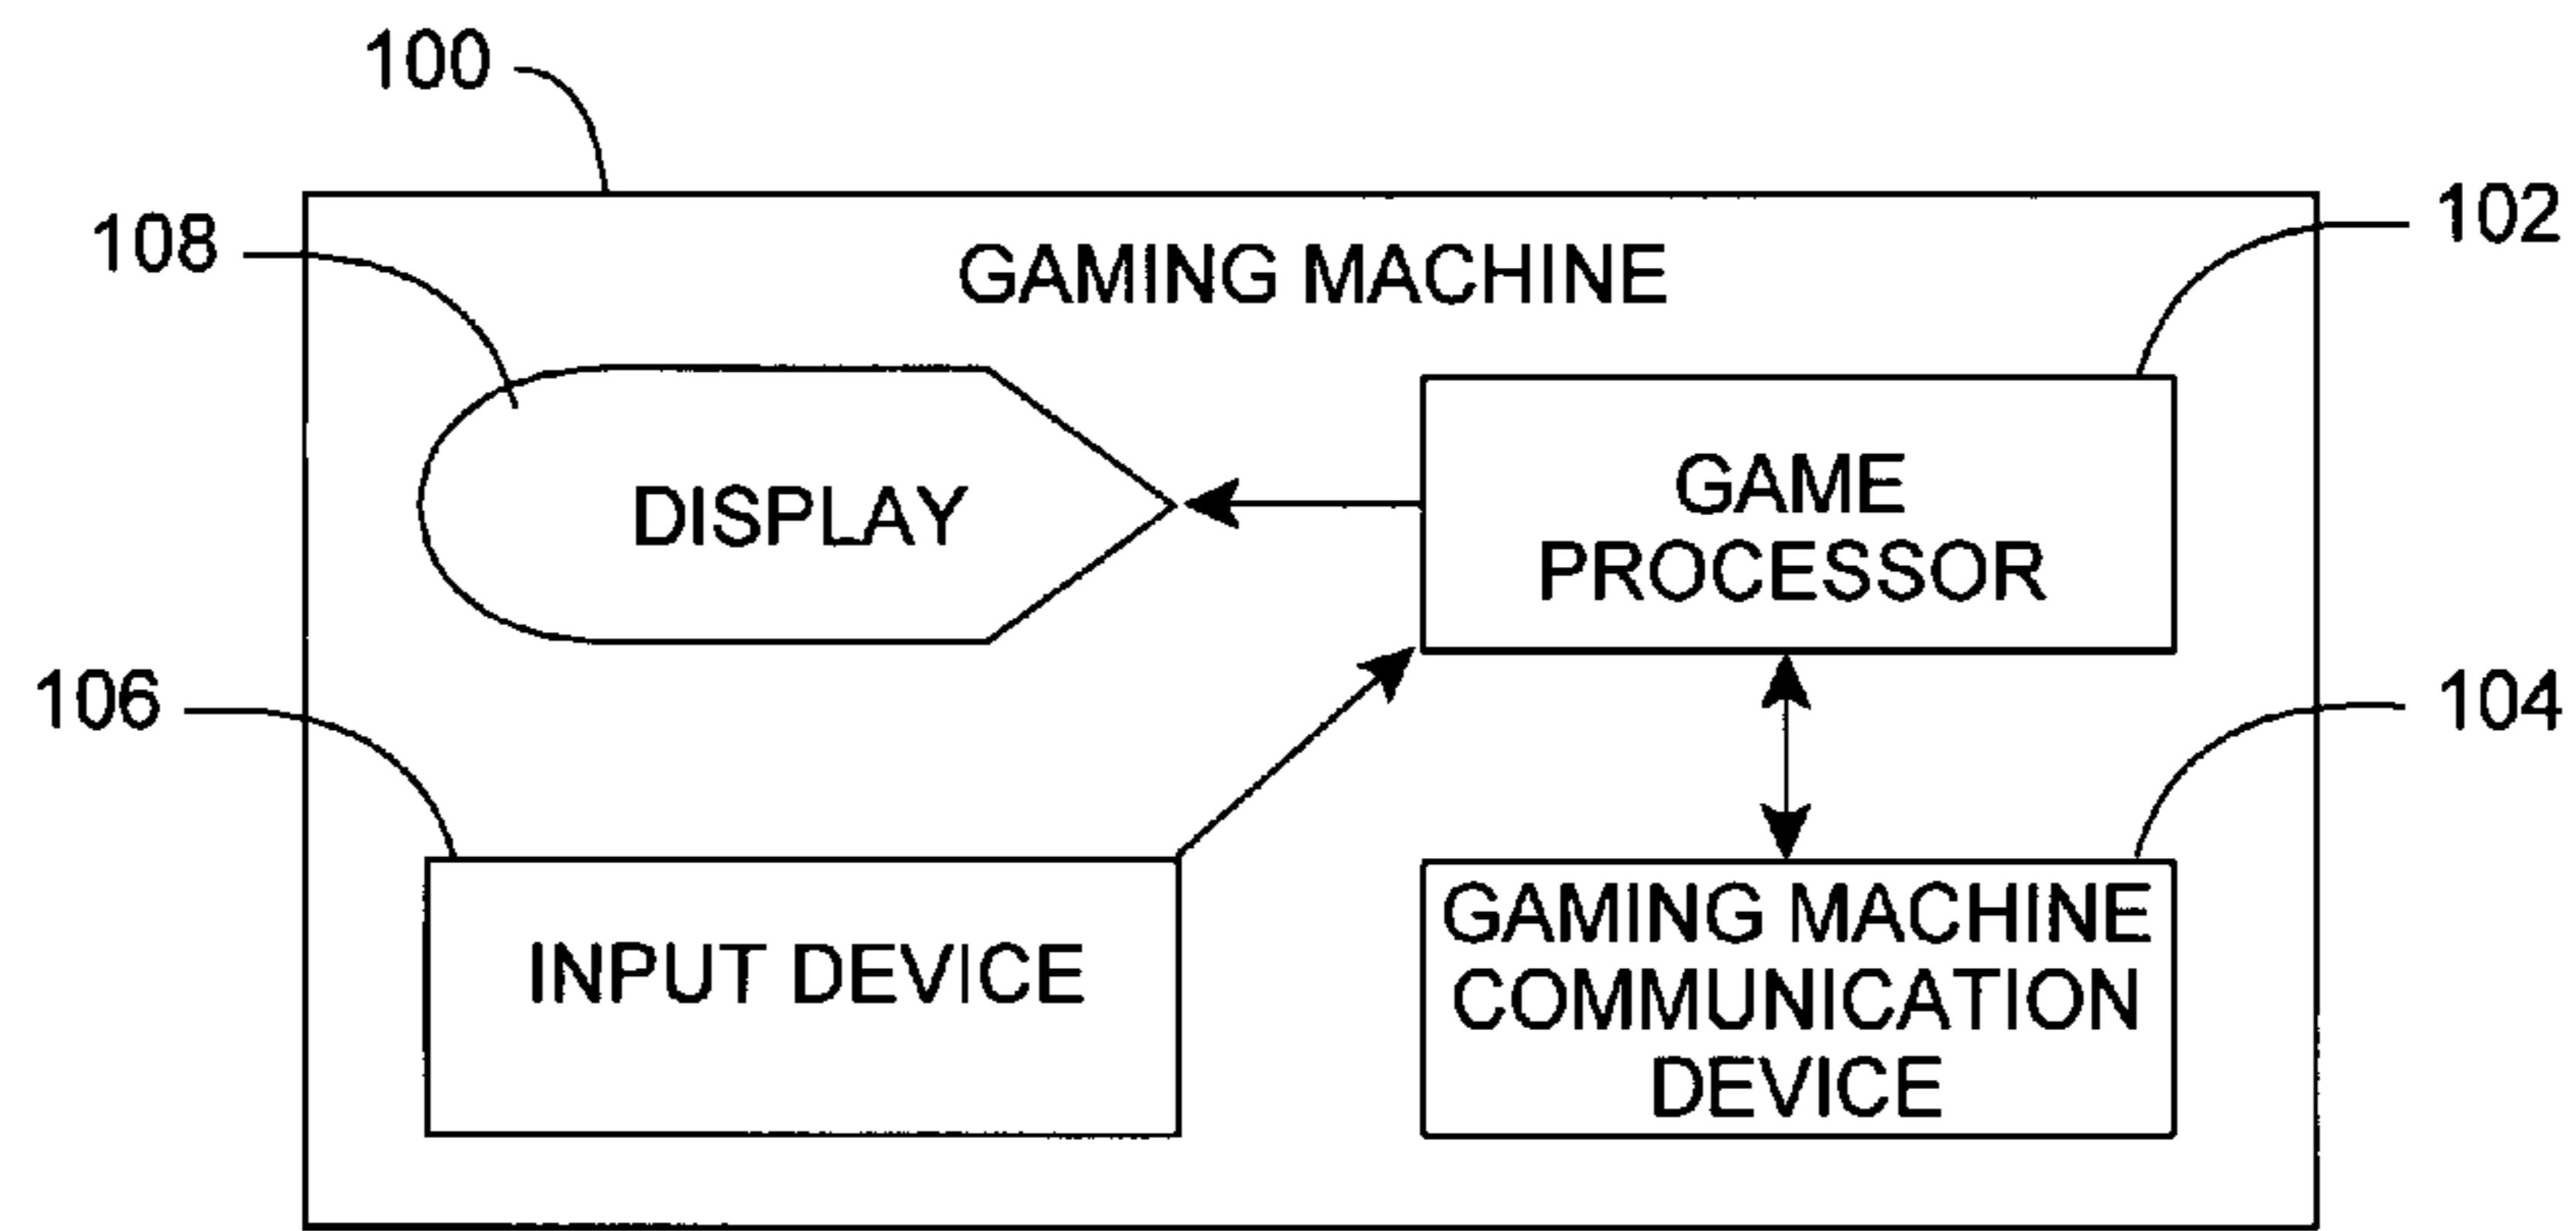 100
108
GAMING MACHINE
102
DISPLAY
GAME
PROCESSOR
106
104
INPUT DEVICE
GAMING MACHINE
COMMUNICATION
DEVICE